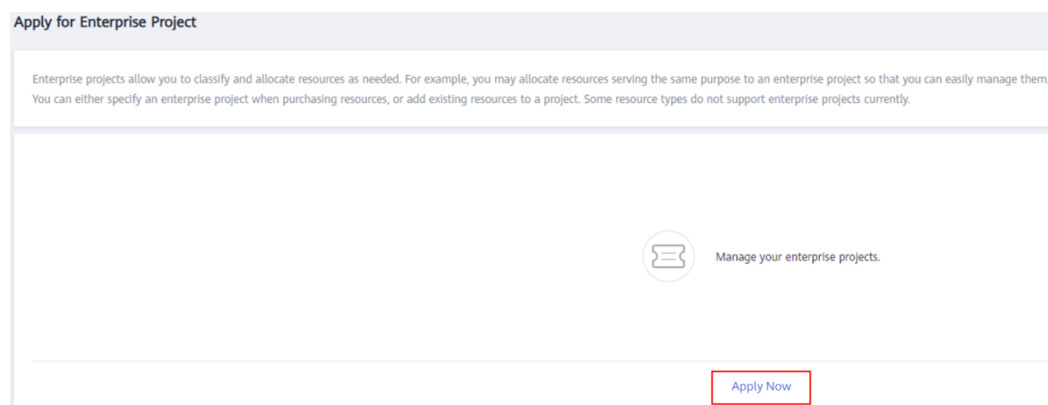 Apply for Enterprise Project
Enterprise projects allow you to classify and allocate resources as needed. For example, you may allocate resources serving the same purpose to an enterprise project so that you can easily manage them.
You can either specify an enterprise project when purchasing resources, or add existing resources to a project. Some resource types do not support enterprise projects currently.
Manage your enterprise projects.
Apply Now